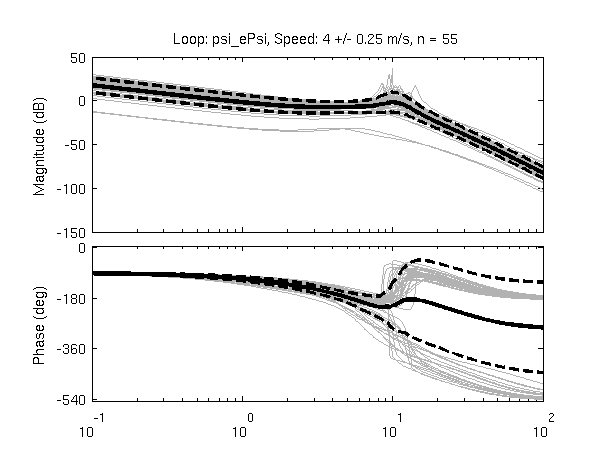 Loop: psi_ePsi, Speed: 4 +/- 0.25 m/s, n = 55
50
0
-50
-100
-150
Magnitude (dB)
0
-180
-360
-540
Phase (deg)
-1 0 1 2
10 10 10 10